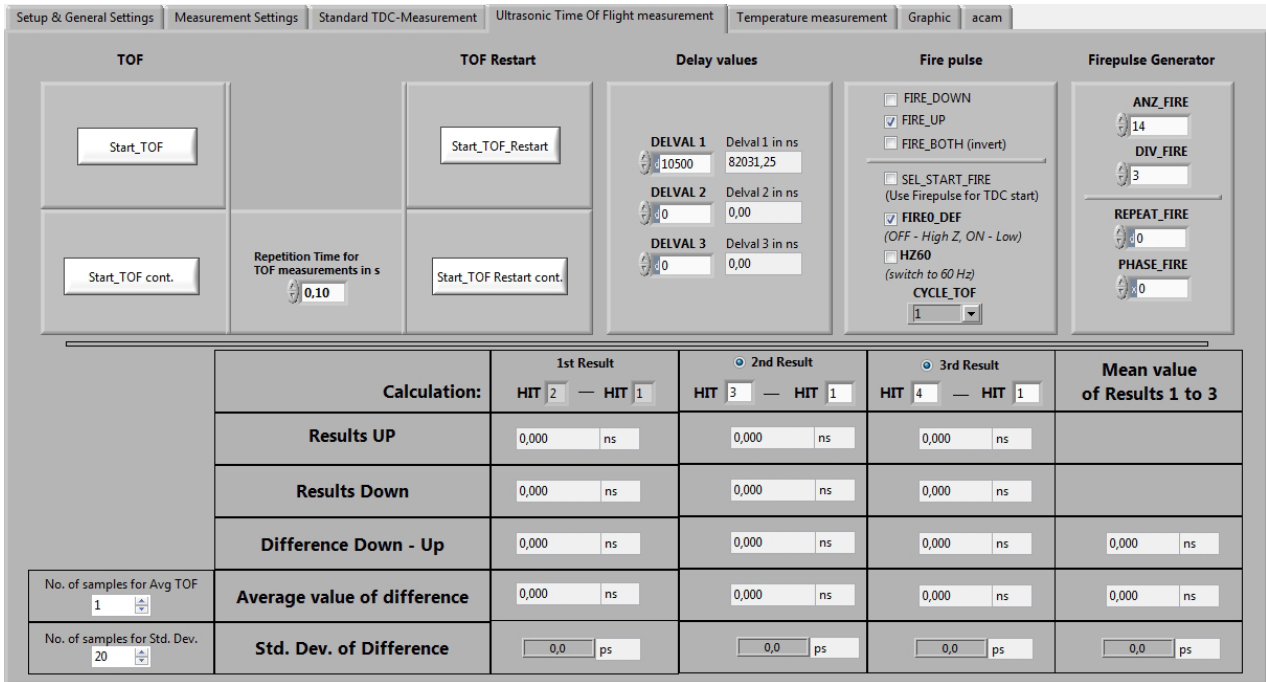 Setup & General Settings Measurement Settings Standard TDC-Measurement Ultrasonic Time Of Flight measurement Temperature measurement Graphic acam
TOF TOF Restart Delay values Fire pulse Firepulse Generator
Start_TOF
Start_TOF_Restart
Start_TOF cont.
Repetition Time for
TOF measurements in s
0,10
Start_TOF Restart cont.
DELVAL 1 Delval 1 in ns
d 10500 82031,25
DELVAL 2 Delval 2 in ns
d 0 0,00
DELVAL 3 Delval 3 in ns
d 0 0,00
FIRE_DOWN
FIRE_UP
FIRE_BOTH (invert)
SEL_START_FIRE
(Use Firepulse for TDC start)
FIRE0_DEF
(OFF - High Z, ON - Low)
HZ60
(switch to 60 Hz)
CYCLE_TOF
1
ANZ_FIRE
14
DIV_FIRE
3
REPEAT_FIRE
d 0
PHASE_FIRE
x 0
Calculation:
1st Result
HIT 2 — HIT 1
2nd Result
HIT 3 — HIT 1
3rd Result
HIT 4 — HIT 1
Mean value
of Results 1 to 3
Results UP 0,000 ns 0,000 ns 0,000 ns
Results Down 0,000 ns 0,000 ns 0,000 ns
Difference Down - Up 0,000 ns 0,000 ns 0,000 ns 0,000 ns
No. of samples for Avg TOF
1
Average value of difference 0,000 ns 0,000 ns 0,000 ns 0,000 ns
No. of samples for Std. Dev.
20
Std. Dev. of Difference 0,0 ps 0,0 ps 0,0 ps 0,0 ps